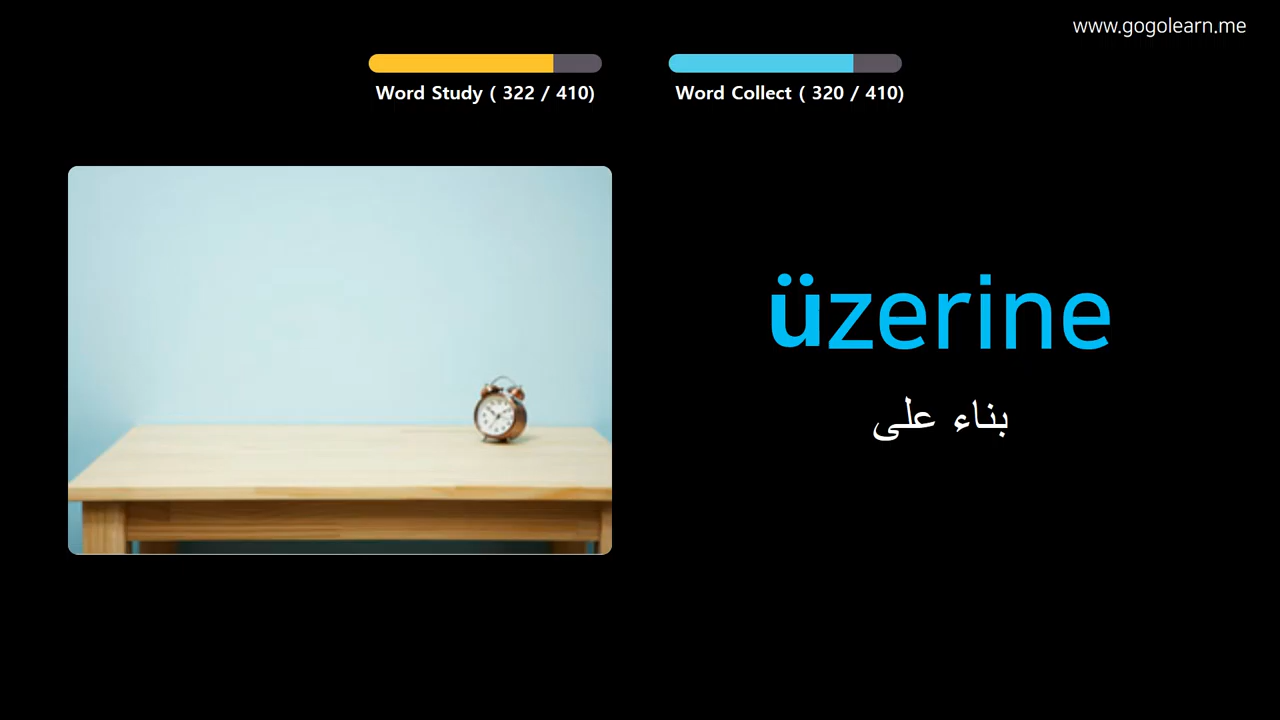 www.gogolearn.me
Word Study ( 322 / 410)
Word Collect ( 320 / 410)
üzerine
بناء على